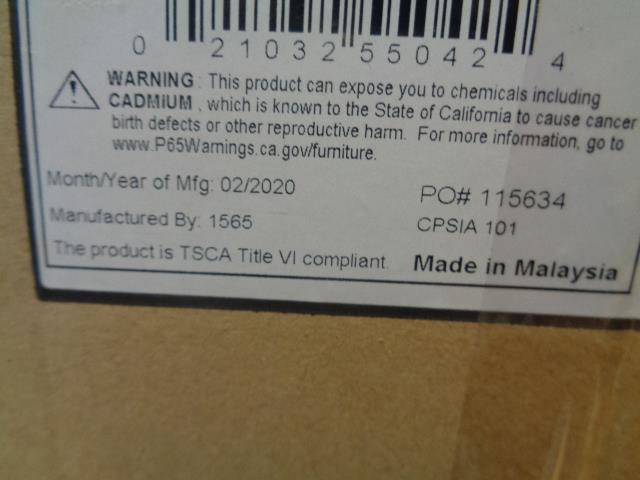 0 21032 55042 4
WARNING : This product can expose you to chemicals including
CADMIUM , which is known to the State of California to cause cancer
birth defects or other reproductive harm. For more information, go to
www.P65Warnings.ca.gov/furniture.
Month/Year of Mfg: 02/2020
PO# 115634
Manufactured By: 1565
CPSIA 101
The product is TSCA Title VI compliant.
Made in Malaysia